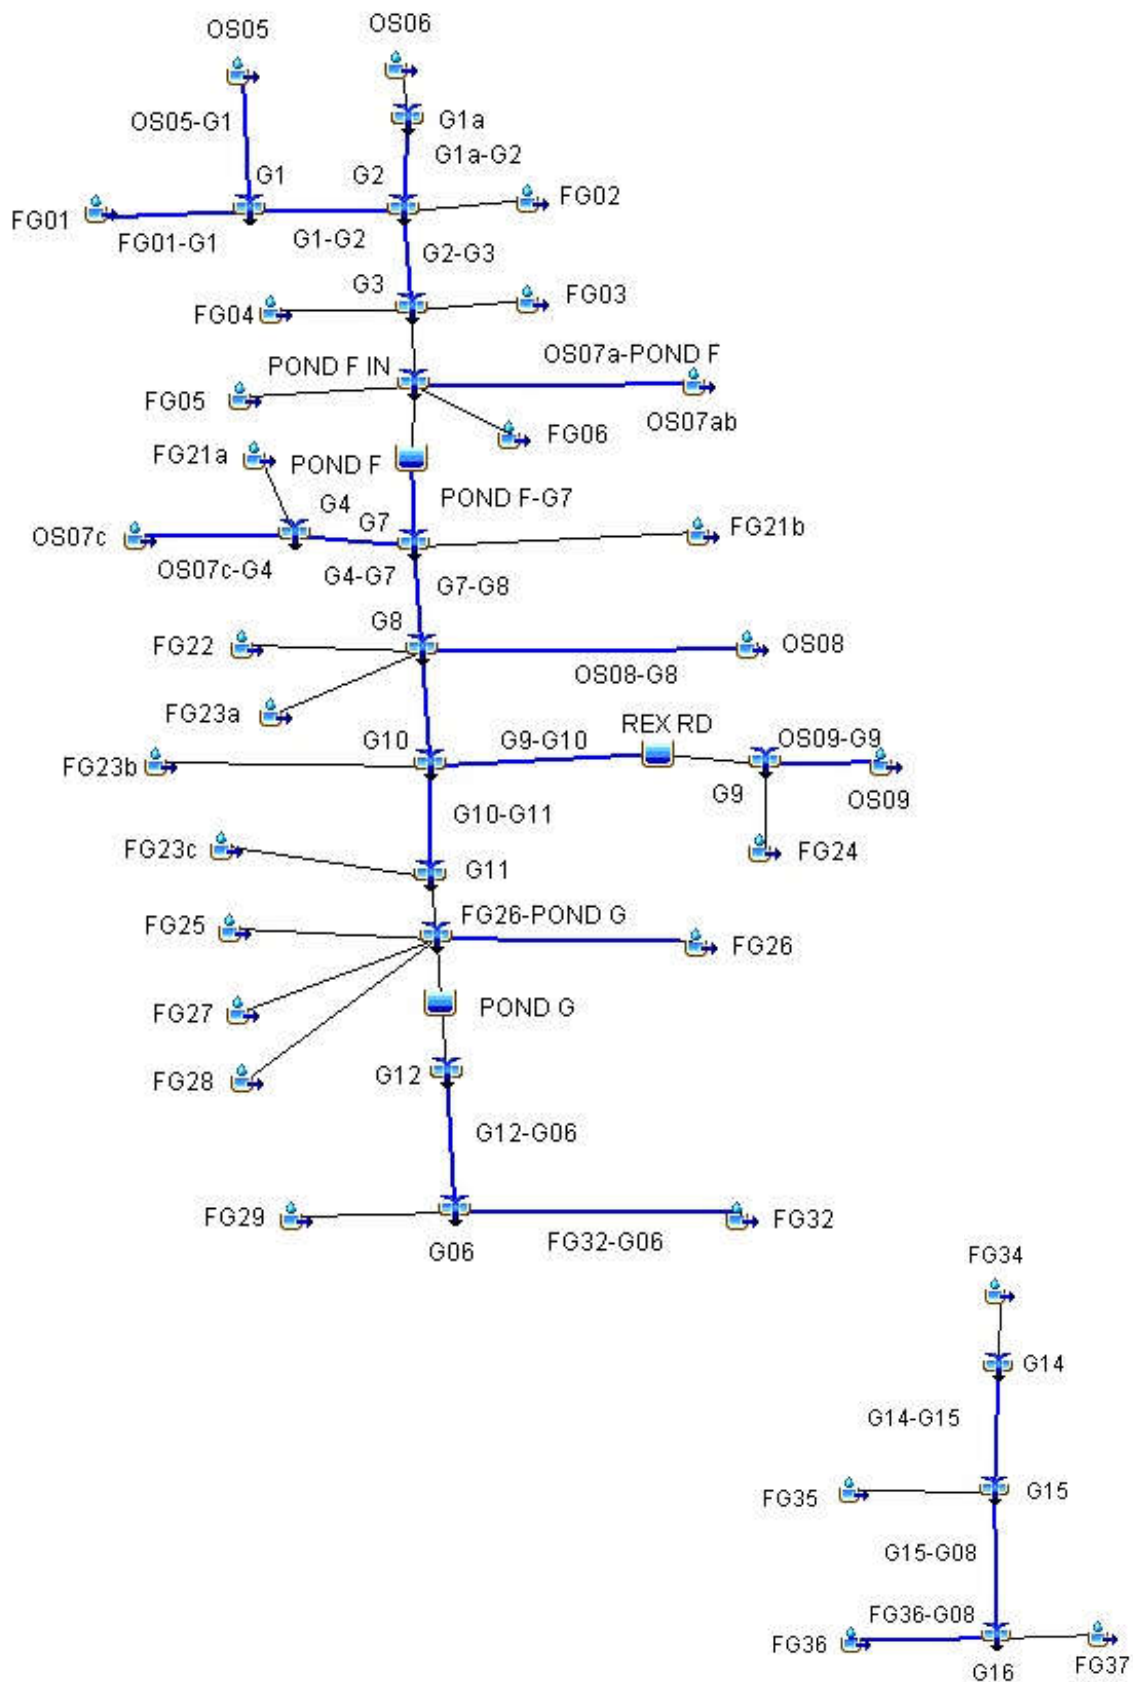 OS05
OS06
OS05-G1
G1a
G1a-G2
G1
G2
FG01
FG02
FG01-G1
G1-G2
G2-G3
G3
FG03
FG04
OS07a-POND F
POND F IN
FG05
OS07ab
FG06
FG21a
POND F
POND F-G7
G4
G7
FG21b
OS07c
OS07c-G4
G4-G7
G7-G8
G8
FG22
OS08
OS08-G8
FG23a
REX RD
G10
G9-G10
OS09-G9
FG23b
G9
OS09
G10-G11
FG23c
FG24
G11
FG26-POND G
FG25
FG26
POND G
FG27
G12
FG28
G12-G06
FG29
FG32
FG32-G06
G06
FG34
G14
G14-G15
FG35
G15
G15-G08
FG36-G08
FG36
FG37
G16